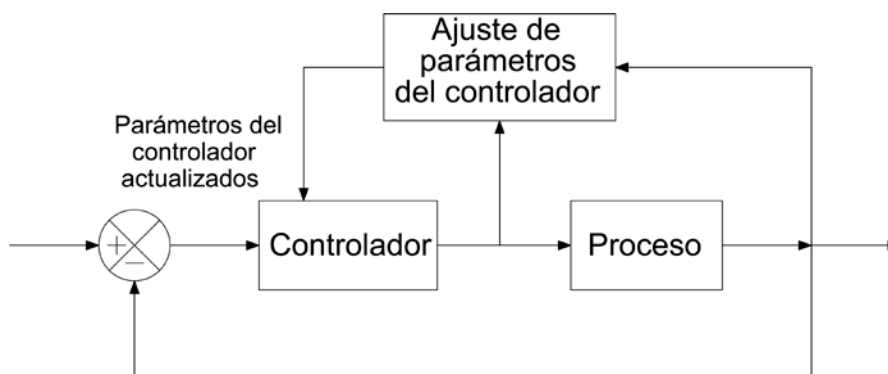 Ajuste de
parámetros
del controlador
Parámetros del
controlador
actualizados
+
−
Controlador
Proceso